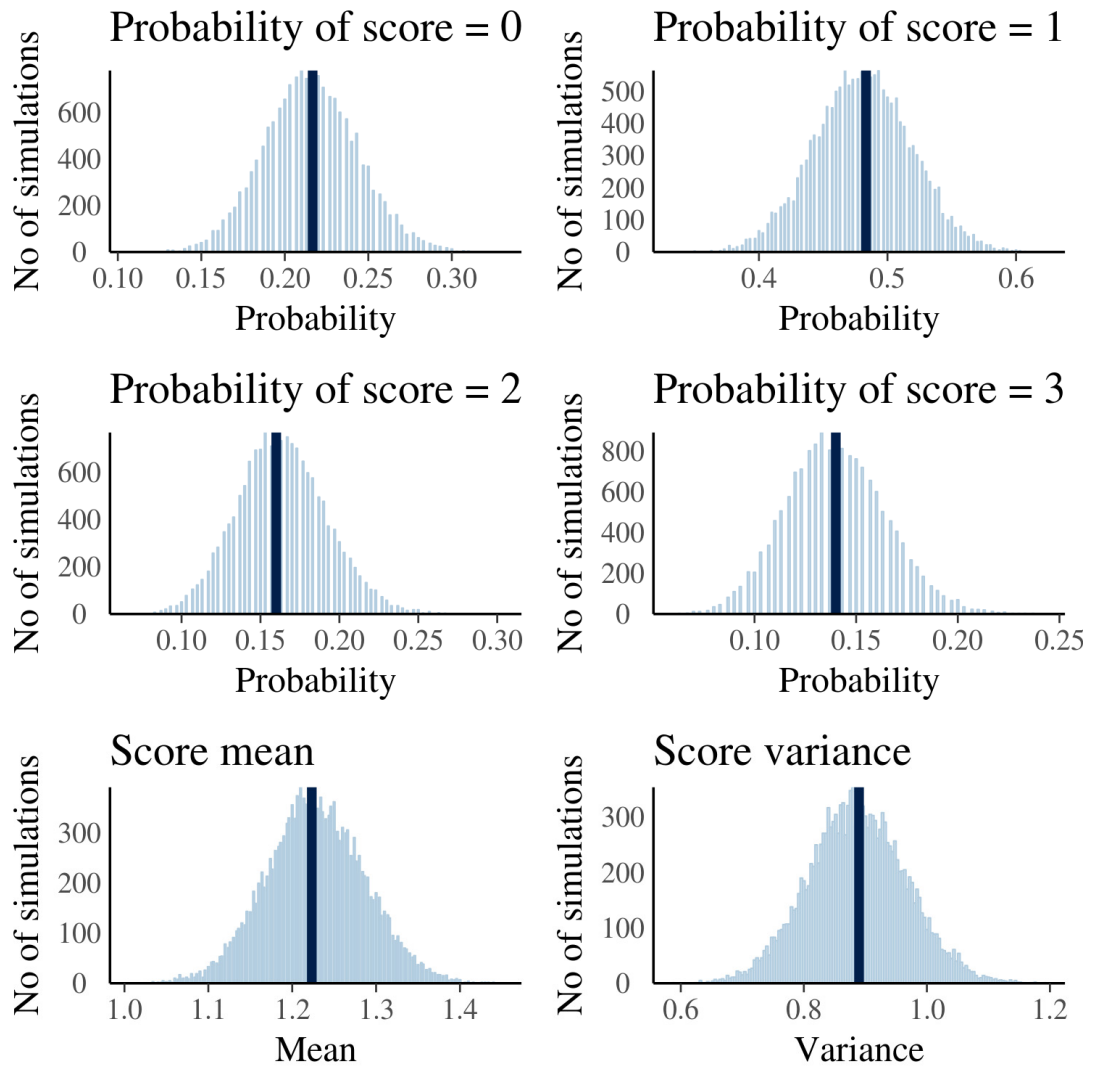 Probability of score = 0
No of simulations
600
400
200
0
0.10 0.15 0.20 0.25 0.30
Probability
Probability of score = 1
No of simulations
500
400
300
200
100
0
0.4 0.5 0.6
Probability
Probability of score = 2
No of simulations
600
400
200
0
0.10 0.15 0.20 0.25 0.30
Probability
Probability of score = 3
No of simulations
800
600
400
200
0
0.10 0.15 0.20 0.25
Probability
Score mean
No of simulations
300
200
100
0
1.0 1.1 1.2 1.3 1.4
Mean
Score variance
No of simulations
300
200
100
0
0.6 0.8 1.0 1.2
Variance